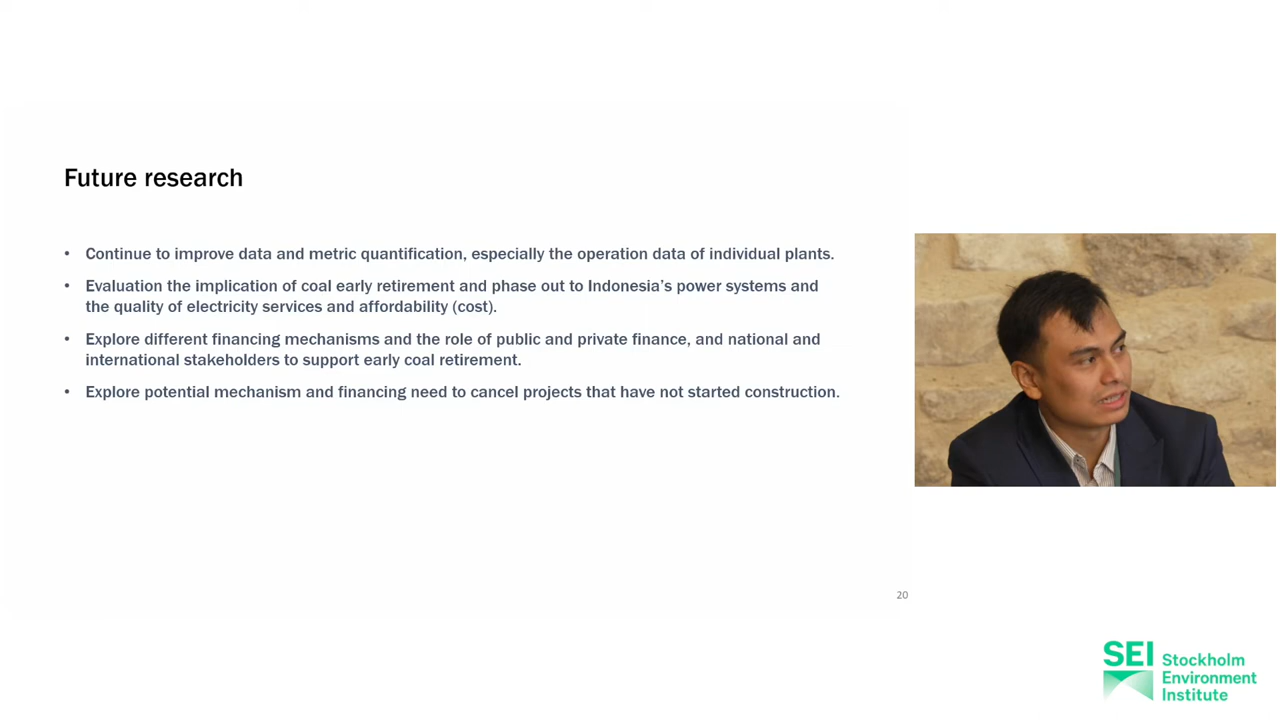 Future research
• Continue to improve data and metric quantification, especially the operation data of individual plants.
• Evaluation the implication of coal early retirement and phase out to Indonesia's power systems and
the quality of electricity services and affordability (cost).
• Explore different financing mechanisms and the role of public and private finance, and national and
international stakeholders to support early coal retirement.
• Explore potential mechanism and financing need to cancel projects that have not started construction.
20
SEI Stockholm
Environment
Institute